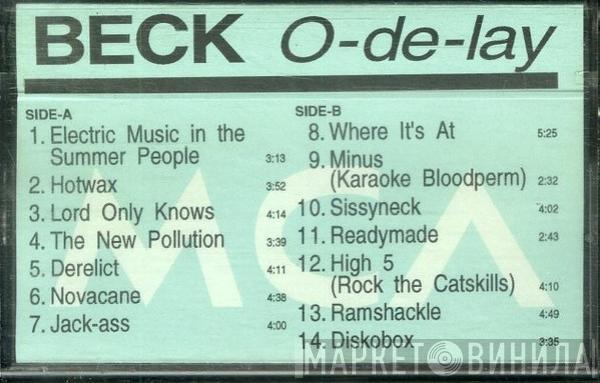 BECK O-de-lay
SIDE-A
1. Electric Music in the
Summer People 3:13
2. Hotwax 3:52
3. Lord Only Knows 4:14
4. The New Pollution 3:39
5. Derelict 4:11
6. Novacane 4:38
7. Jack-ass 4:00
SIDE-B
8. Where It's At 5:25
9. Minus
(Karaoke Bloodperm) 2:32
10. Sissyneck 4:02
11. Readymade 2:43
12. High 5
(Rock the Catskills) 4:10
13. Ramshackle 4:49
14. Diskobox 3:35
MCA
МАРКЕТ ВИНИЛА